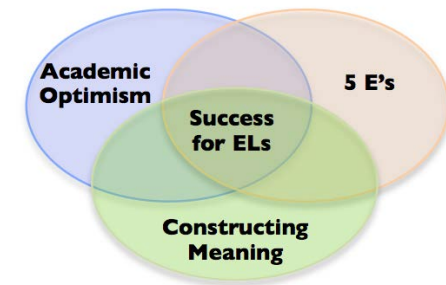 Academic
Optimism
5 E's
Success
for ELs
Constructing
Meaning